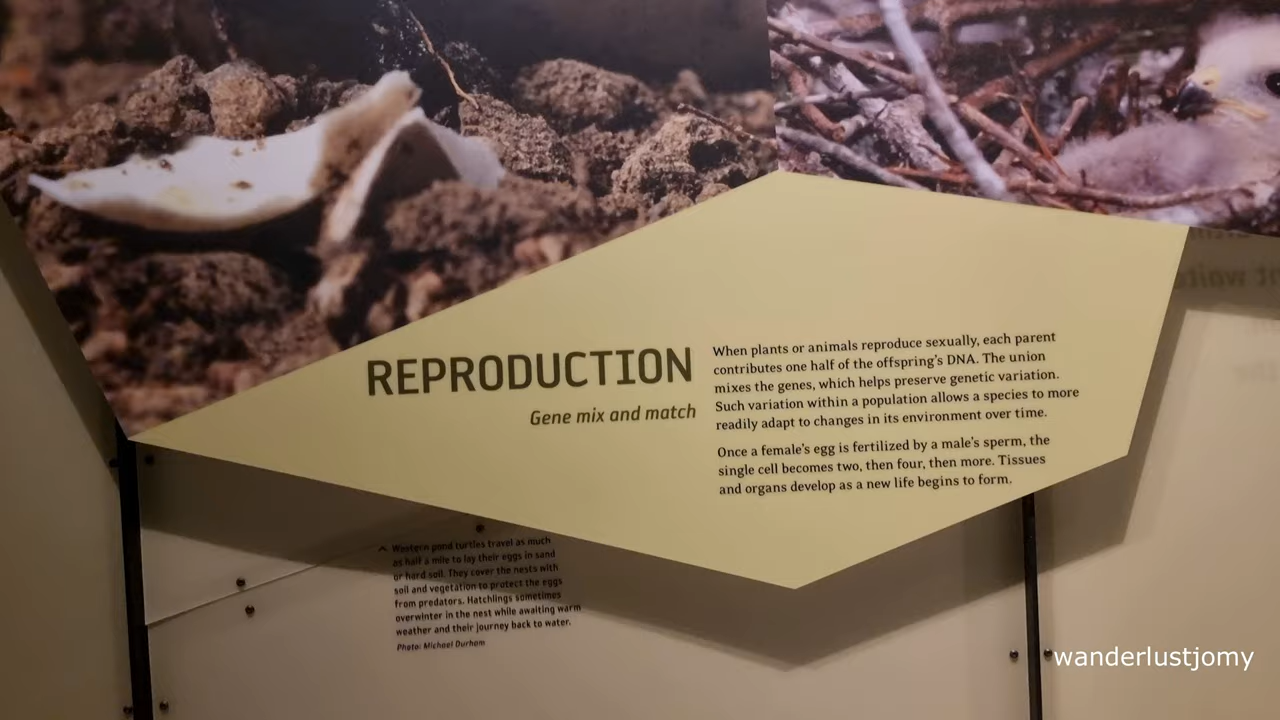 REPRODUCTION
Gene mix and match
When plants or animals reproduce sexually, each parent
contributes one half of the offspring's DNA. The union
mixes the genes, which helps preserve genetic variation.
Such variation within a population allows a species to more
readily adapt to changes in its environment over time.
Once a female's egg is fertilized by a male's sperm, the
single cell becomes two, then four, then more. Tissues
and organs develop as a new life begins to form.
Western pond turtles travel as much
as half a mile to lay their eggs in sand
or hard soil. They cover the nests with
soil and vegetation to protect the eggs
from predators. Hatchlings sometimes
overwinter in the nest while awaiting warm
weather and their journey back to water.
Photo: Michael Durham
wanderlustjomy